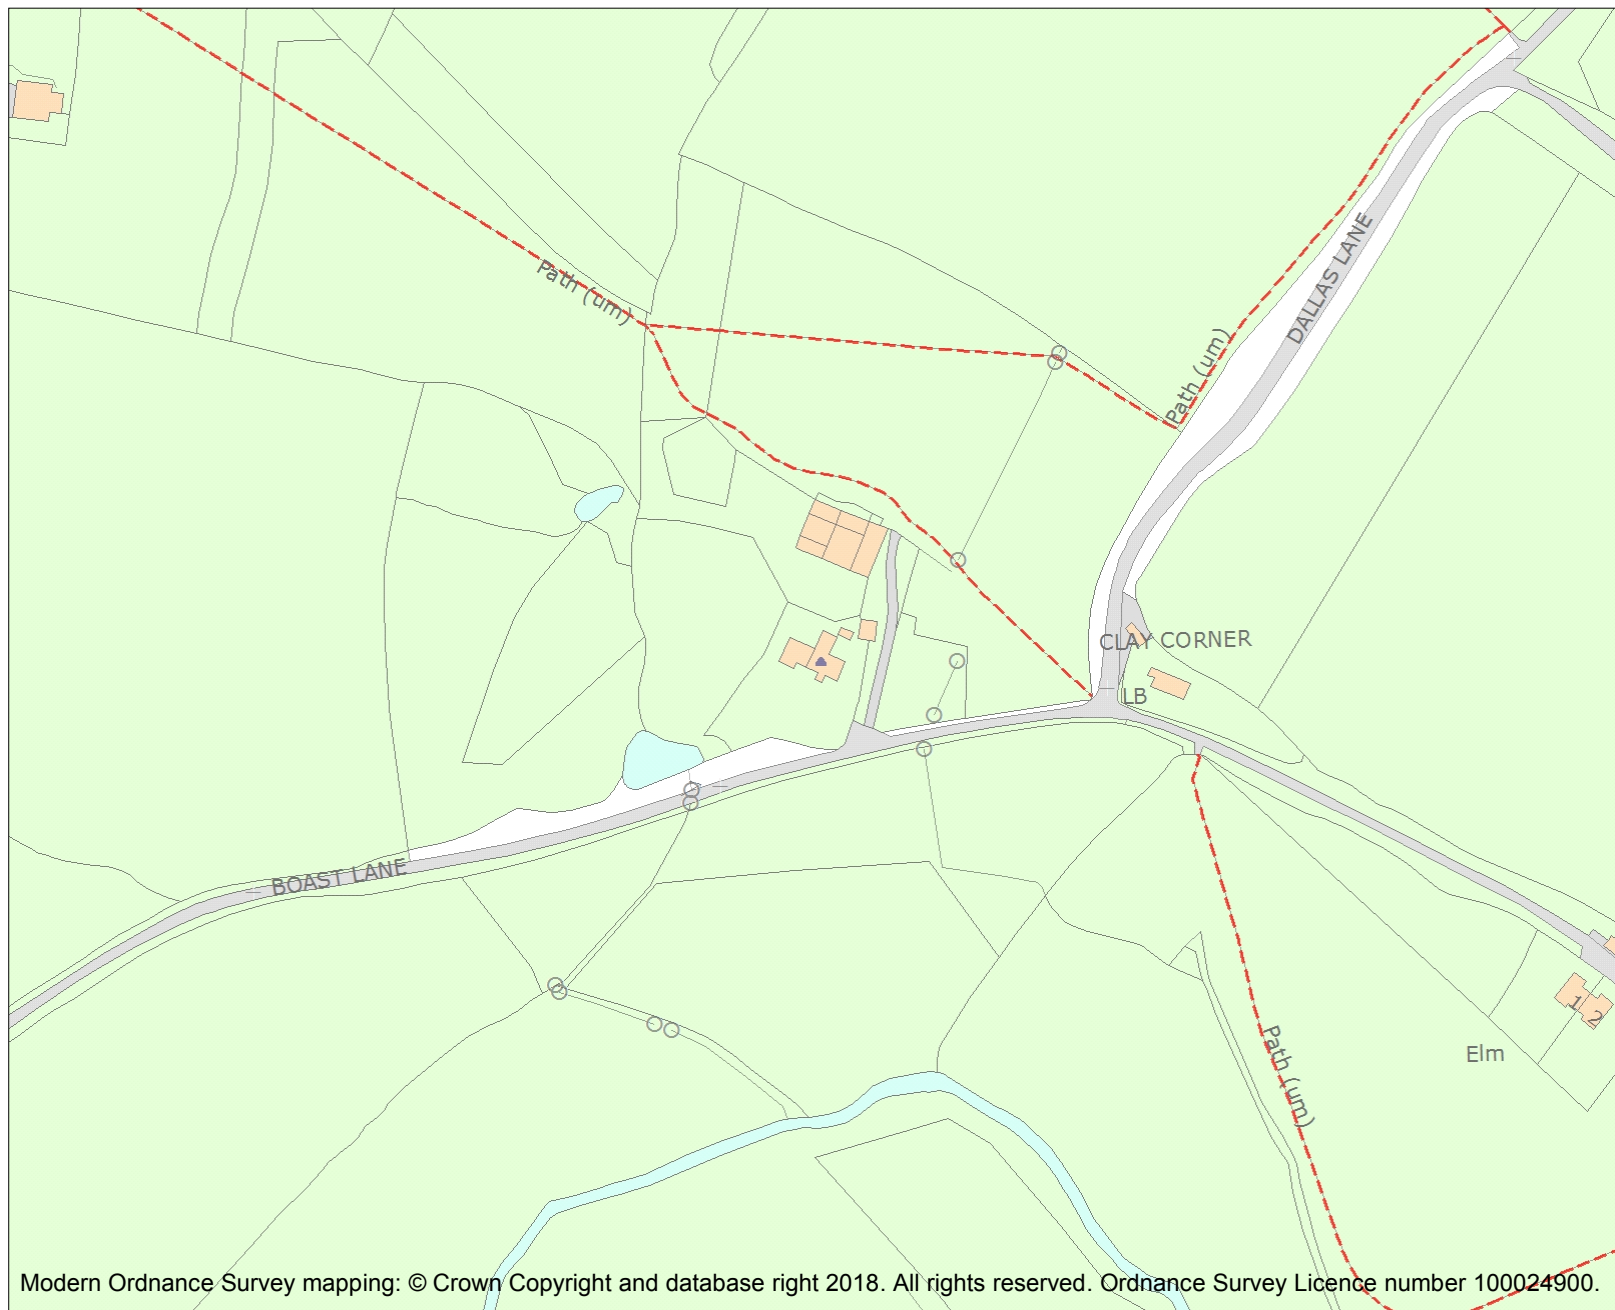 DALLAS LANE
Path (um)
Path (um)
CLAY CORNER
LB
BOAST LANE
1
2
Elm
Path (um)
Modern Ordnance Survey mapping: © Crown Copyright and database right 2018. All rights reserved. Ordnance Survey Licence number 100024900.